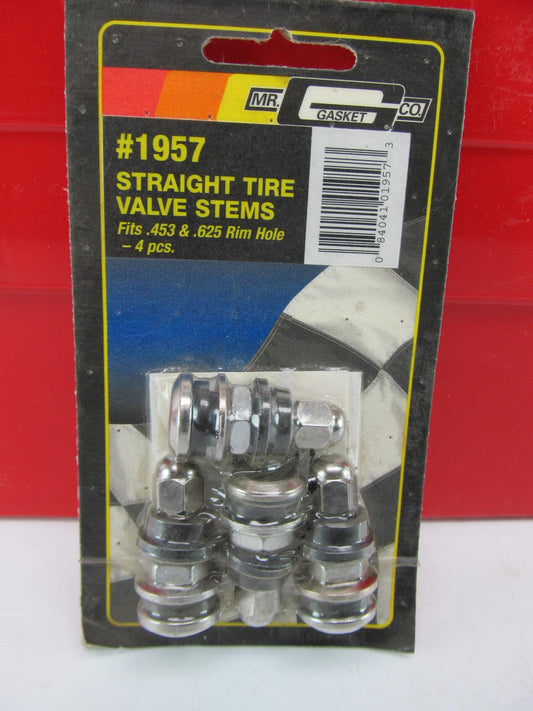 MR. GASKET CO.
#1957
STRAIGHT TIRE
VALVE STEMS
Fits .453 & .625 Rim Hole
– 4 pcs.
0 84041 01957 3